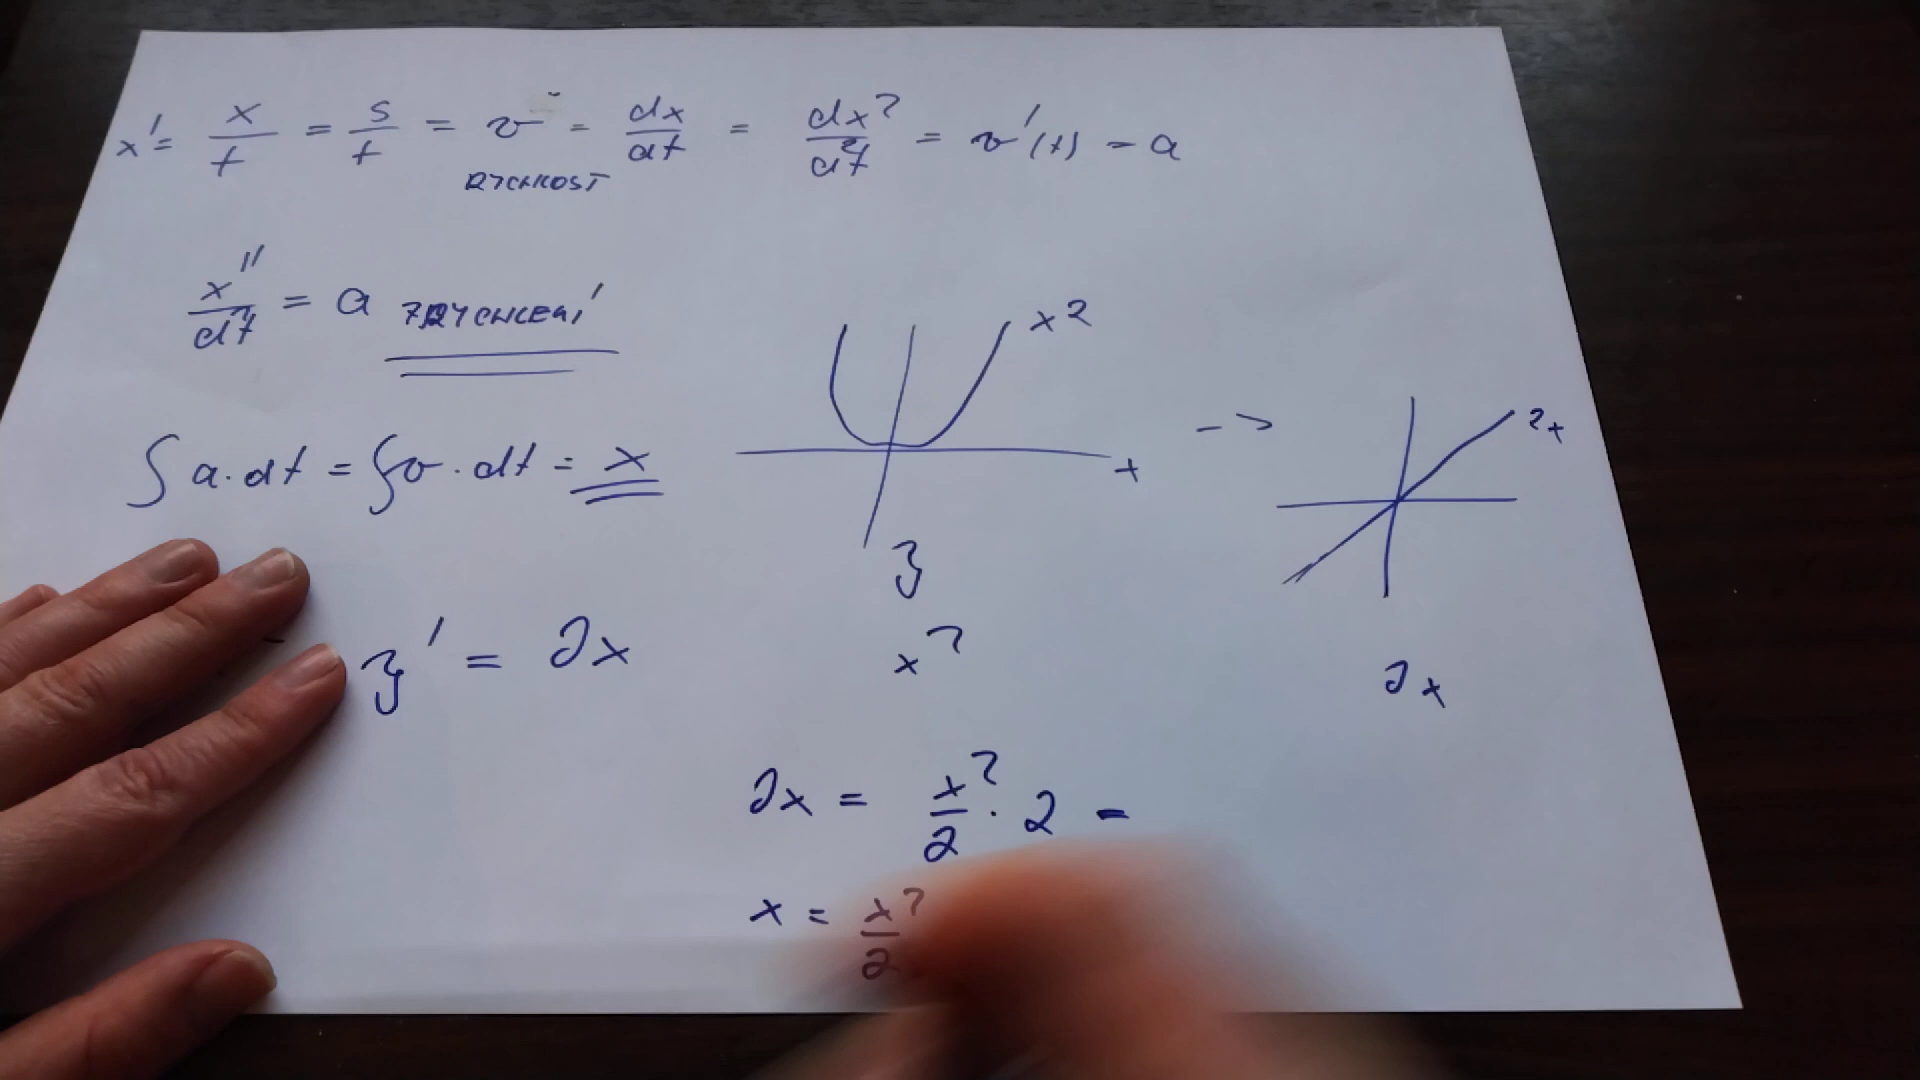 x' = x/t = s/t = v = dx/dt = dx²/d²t = v'(t) = a
RYCHLOST
x''/dt² = a ZRYCHLENÍ
∫ a·dt = ∫ v·dt = x
x²
x
→
2x
y
y' = 2x
x²
2x
2x = x²/2 · 2 =
x = x²/2